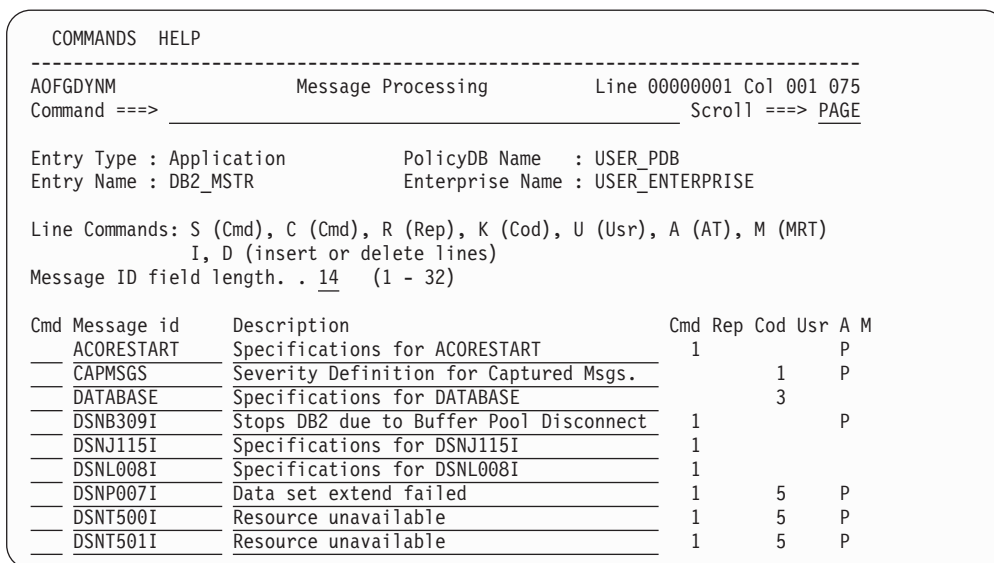 COMMANDS HELP
-------------------------------------------------------------------------------
AOFGDYNM Message Processing Line 00000001 Col 001 075
Command ===> Scroll ===> PAGE
Entry Type : Application PolicyDB Name : USER_PDB
Entry Name : DB2_MSTR Enterprise Name : USER_ENTERPRISE
Line Commands: S (Cmd), C (Cmd), R (Rep), K (Cod), U (Usr), A (AT), M (MRT)
I, D (insert or delete lines)
Message ID field length. . 14 (1 - 32)
Cmd Message id Description Cmd Rep Cod Usr A M
ACORESTART Specifications for ACORESTART 1 P
CAPMSGS Severity Definition for Captured Msgs. 1 P
DATABASE Specifications for DATABASE 3
DSNB309I Stops DB2 due to Buffer Pool Disconnect 1 P
DSNJ115I Specifications for DSNJ115I 1
DSNL008I Specifications for DSNL008I 1
DSNP007I Data set extend failed 1 5 P
DSNT500I Resource unavailable 1 5 P
DSNT501I Resource unavailable 1 5 P